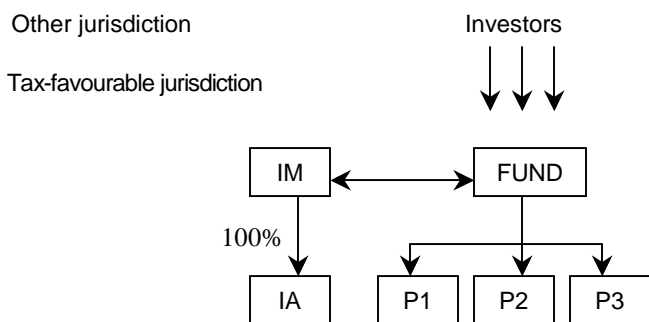 Other jurisdiction Investors
Tax-favourable jurisdiction
IM FUND
100%
IA P1 P2 P3